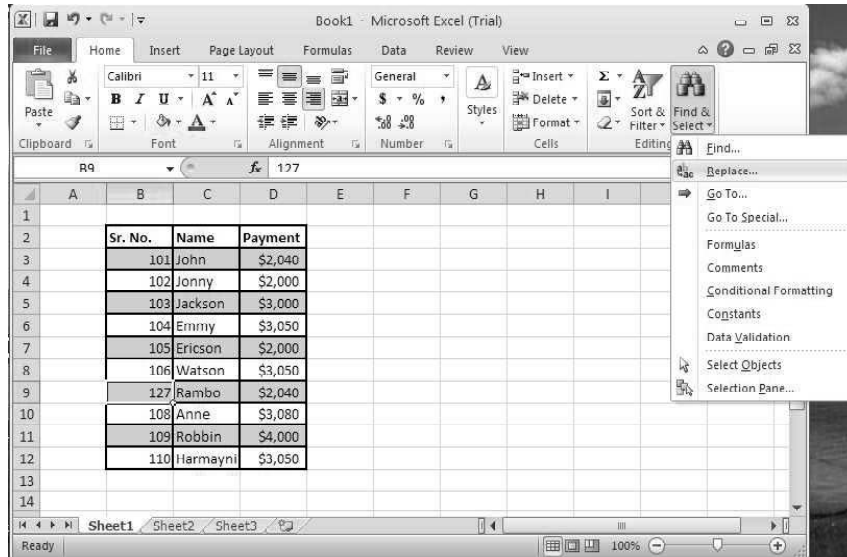 Book1 - Microsoft Excel (Trial)
File Home Insert Page Layout Formulas Data Review View
Paste
Calibri 11
B I U A A
A
General
$ % ,
Styles
Insert
Delete
Format
Σ
Sort & Filter
Find & Select
Clipboard Font Alignment Number Cells Editing
Find...
Replace...
Go To...
Go To Special...
Formulas
Comments
Conditional Formatting
Constants
Data Validation
Select Objects
Selection Pane...
B9 fx 127
A B C D E F G H I
1
2 Sr. No. Name Payment
3 101 John $2,040
4 102 Jonny $2,000
5 103 Jackson $3,000
6 104 Emmy $3,050
7 105 Ericson $2,000
8 106 Watson $3,050
9 127 Rambo $2,040
10 108 Anne $3,080
11 109 Robbin $4,000
12 110 Harmayni $3,050
13
14
Sheet1 Sheet2 Sheet3
Ready 100%